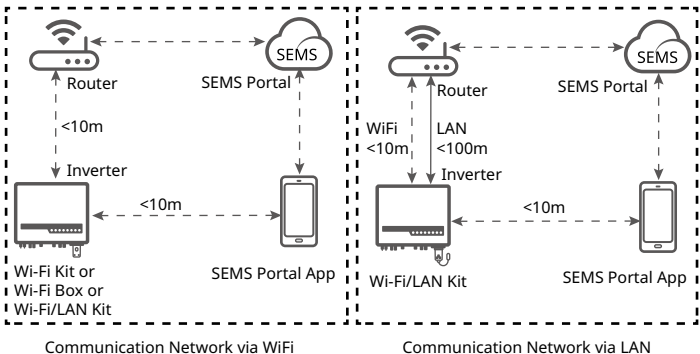 SEMS
Router
SEMS Portal
<10m
Inverter
<10m
Wi-Fi Kit or
Wi-Fi Box or
Wi-Fi/LAN Kit
SEMS Portal App
Communication Network via WiFi
SEMS
Router
SEMS Portal
WiFi
<10m
LAN
<100m
Inverter
<10m
Wi-Fi/LAN Kit
SEMS Portal App
Communication Network via LAN